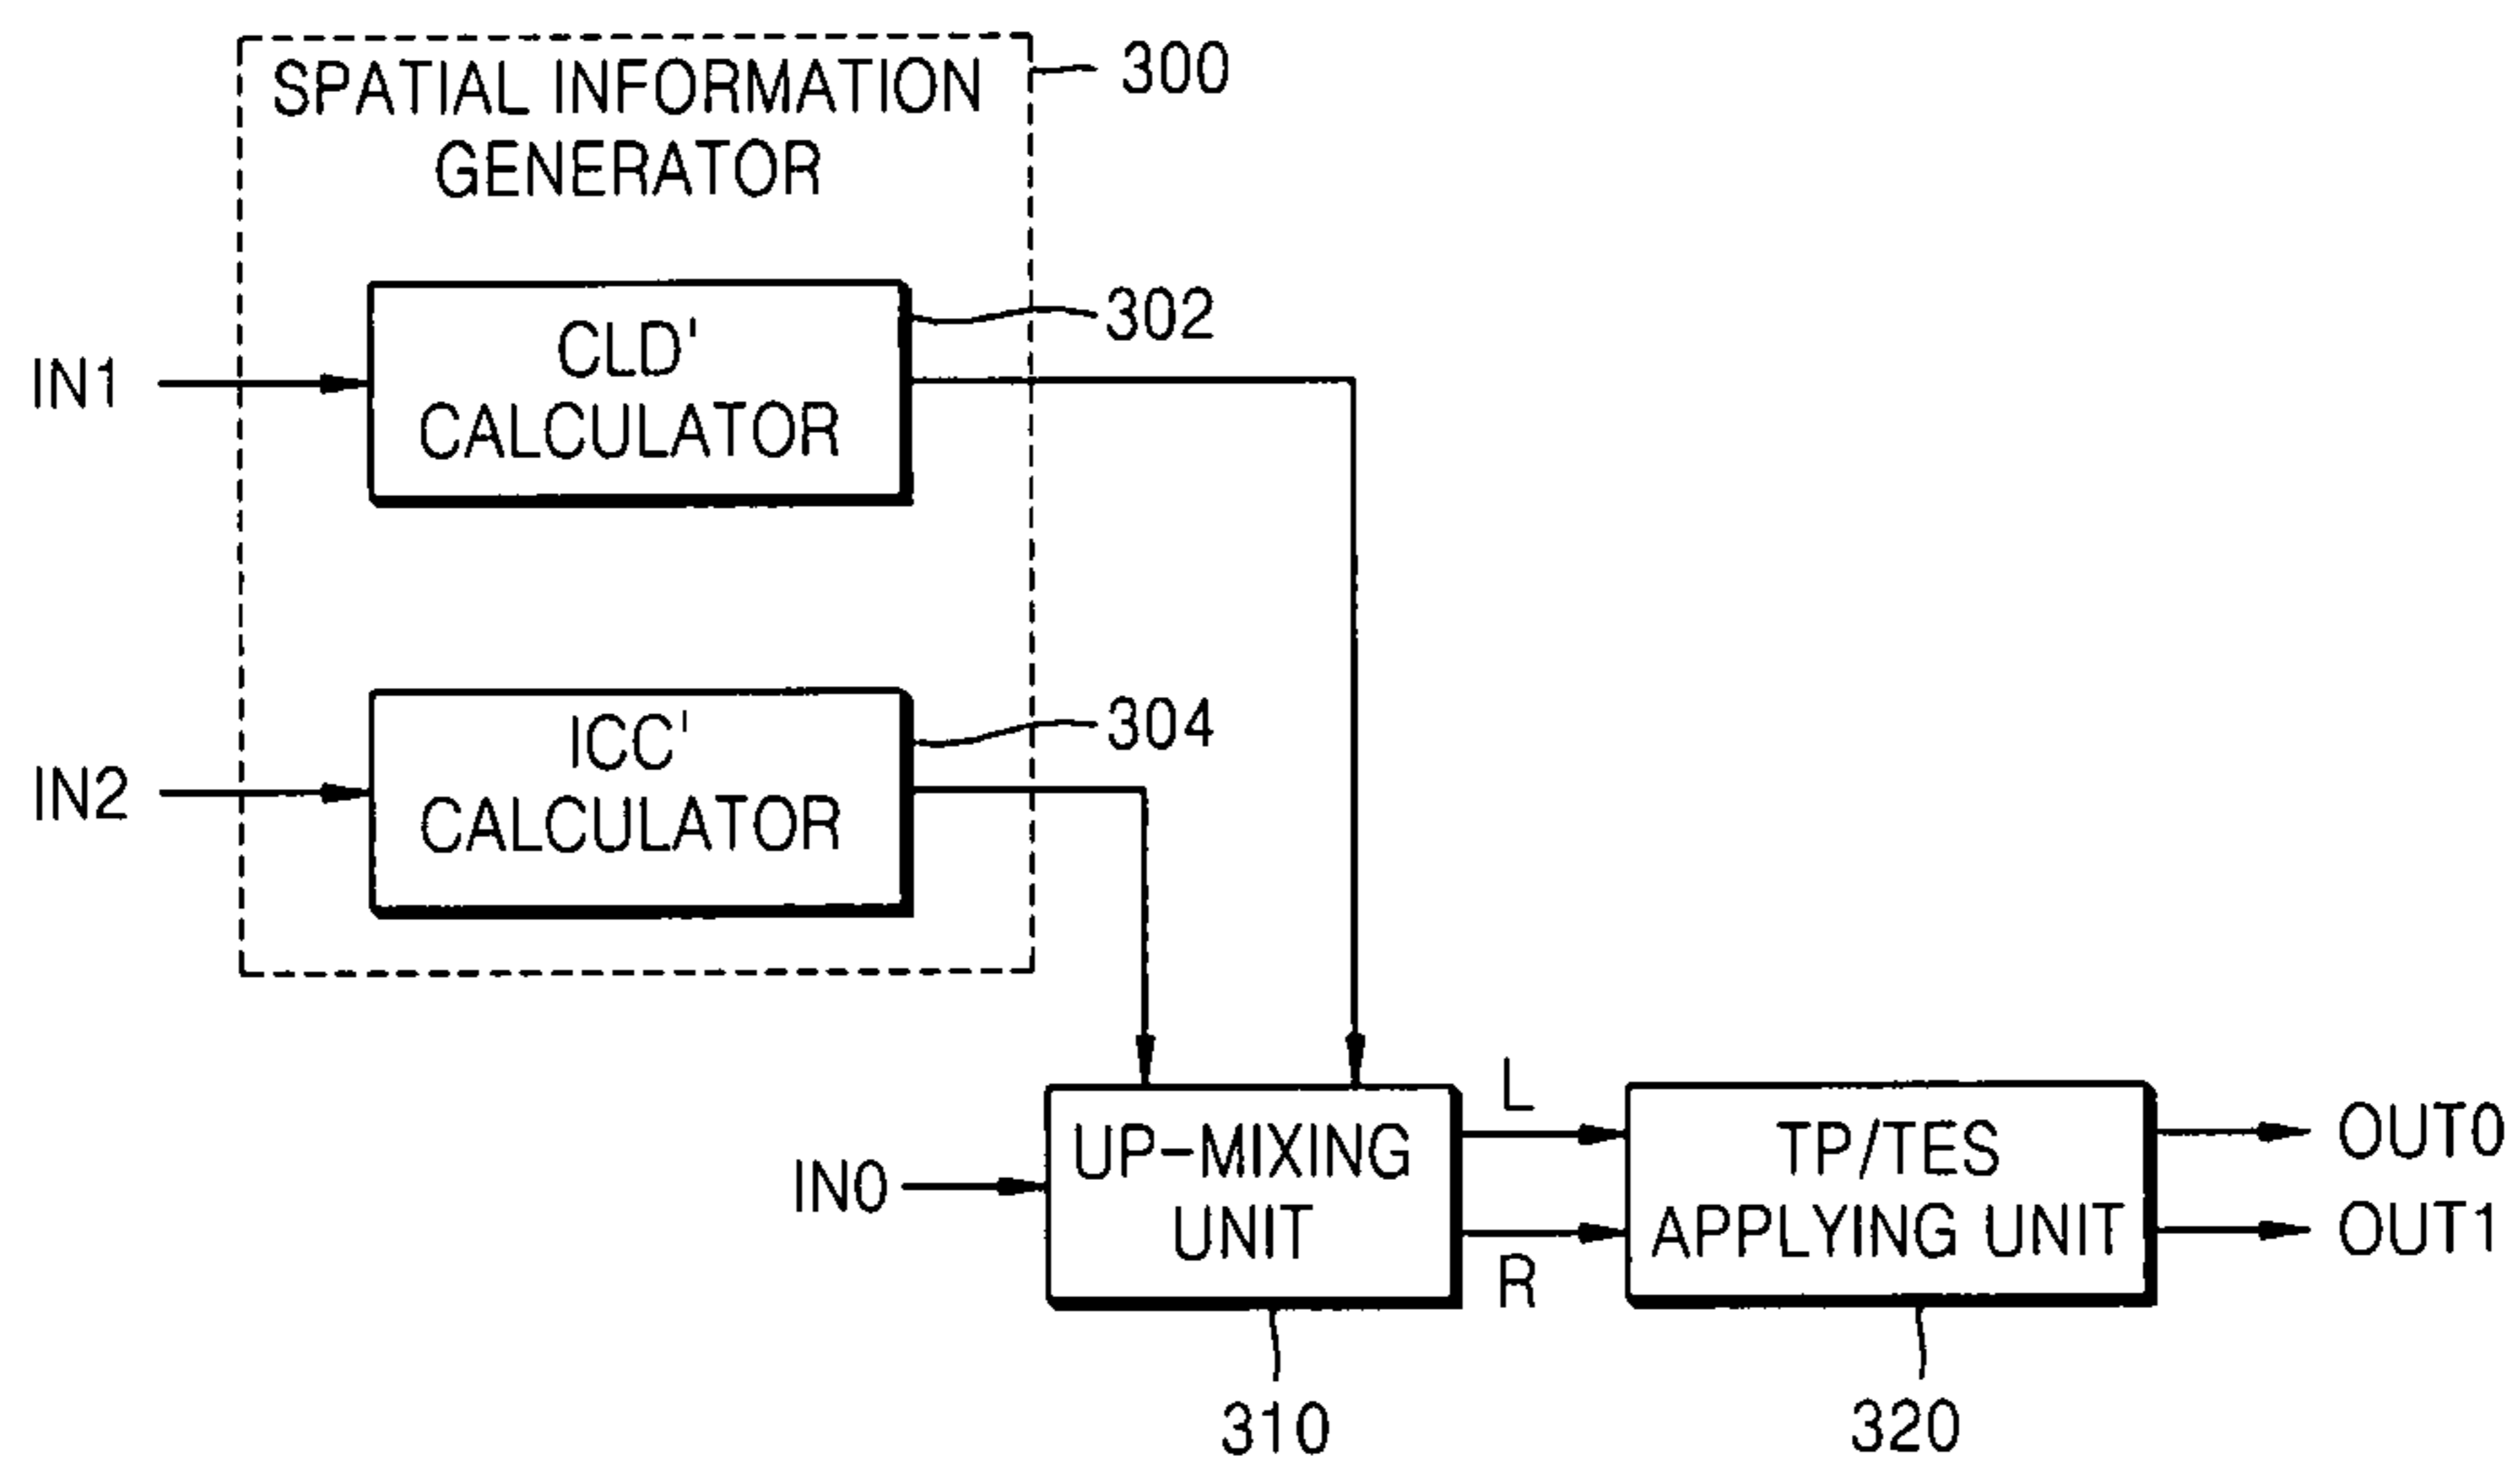 SPATIAL INFORMATION
GENERATOR
300
302
CLD'
CALCULATOR
IN1
304
ICC'
CALCULATOR
IN2
L
UP-MIXING
UNIT
IN0
R
TP/TES
APPLYING UNIT
OUT0
OUT1
310
320